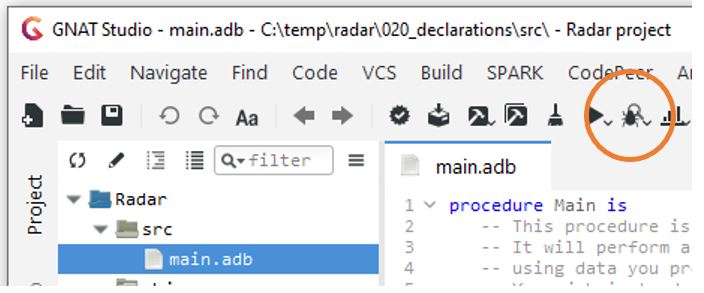 GNAT Studio - main.adb - C:\temp\radar\020_declarations\src\ - Radar project
File Edit Navigate Find Code VCS Build SPARK CodePeer
Aa
filter
main.adb
Project
Radar
src
main.adb
1 procedure Main is
2 -- This procedure is
3 -- It will perform a
4 -- using data you pr